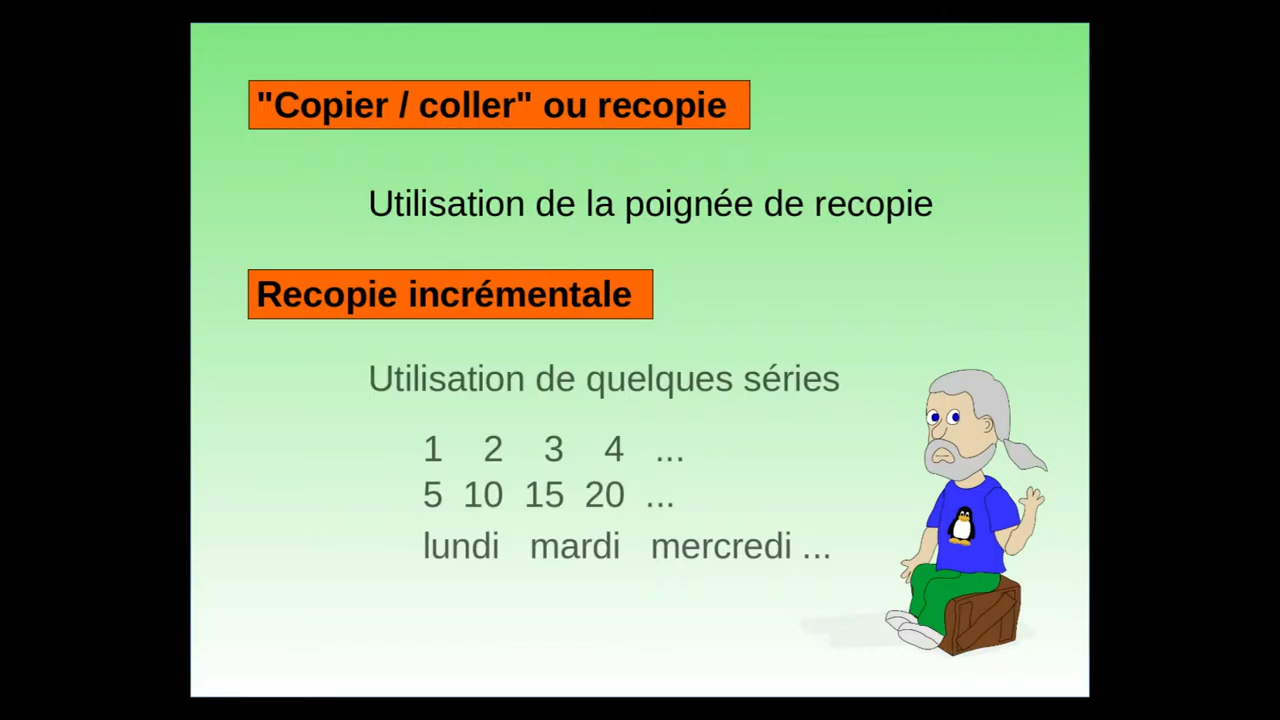 "Copier / coller" ou recopie
Utilisation de la poignée de recopie
Recopie incrémentale
Utilisation de quelques séries
1 2 3 4 ...
5 10 15 20 ...
lundi mardi mercredi ...